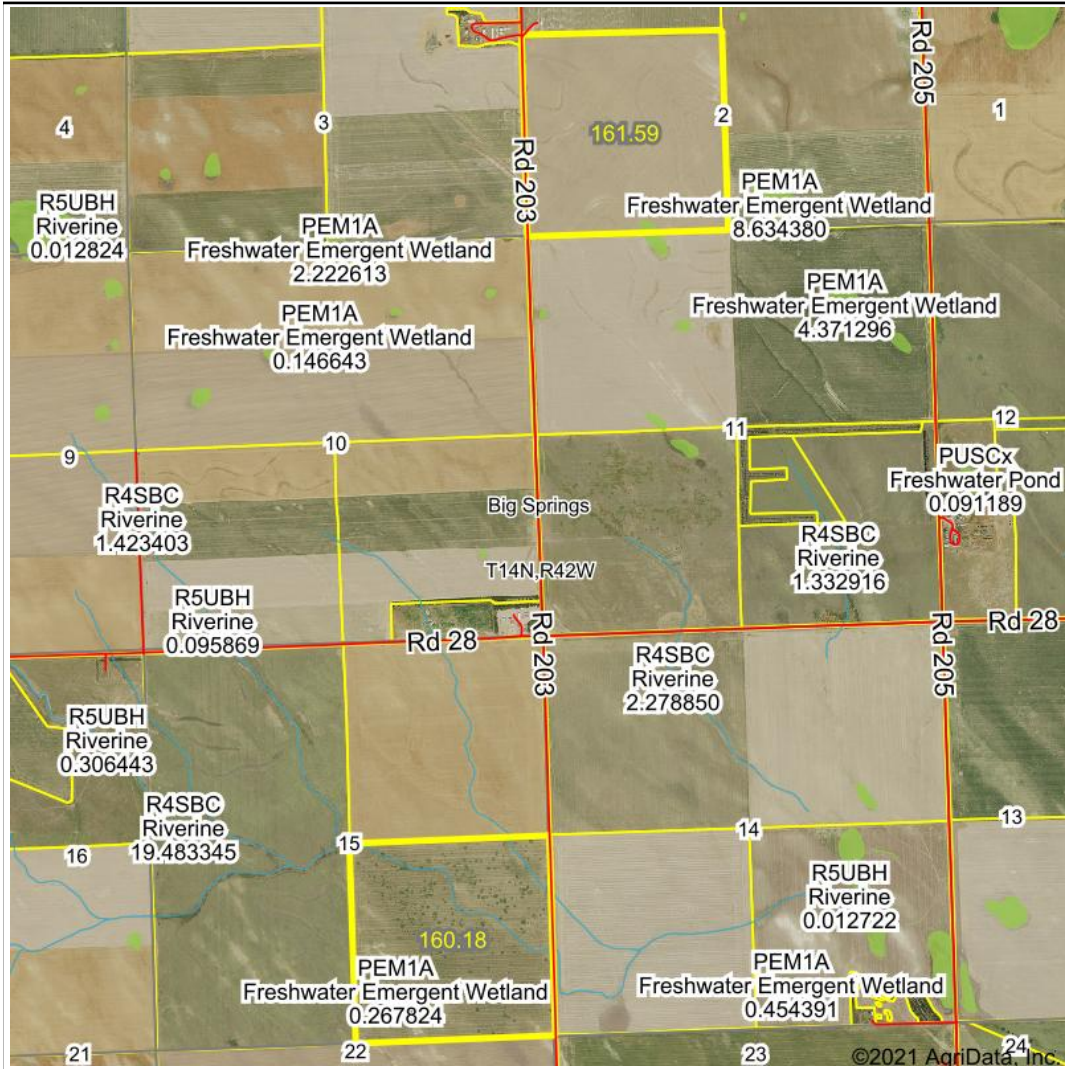 Rd 205
2
1
161.59
4
3
Rd 203
PEM1A
Freshwater Emergent Wetland
8.634380
R5UBH
Riverine
0.012824
PEM1A
Freshwater Emergent Wetland
2.222613
PEM1A
Freshwater Emergent Wetland
4.371296
PEM1A
Freshwater Emergent Wetland
0.146643
9
10
11
12
PUSCx
Freshwater Pond
0.091189
R4SBC
Riverine
1.423403
Big Springs
R4SBC
Riverine
1.332916
T14N,R42W
R5UBH
Riverine
0.095869
Rd 28
Rd 203
Rd 205
Rd 28
R4SBC
Riverine
2.278850
R5UBH
Riverine
0.306443
R4SBC
Riverine
19.483345
16
15
14
13
R5UBH
Riverine
0.012722
160.18
PEM1A
Freshwater Emergent Wetland
0.267824
PEM1A
Freshwater Emergent Wetland
0.454391
21
22
23
24
©2021 AgriData, Inc.